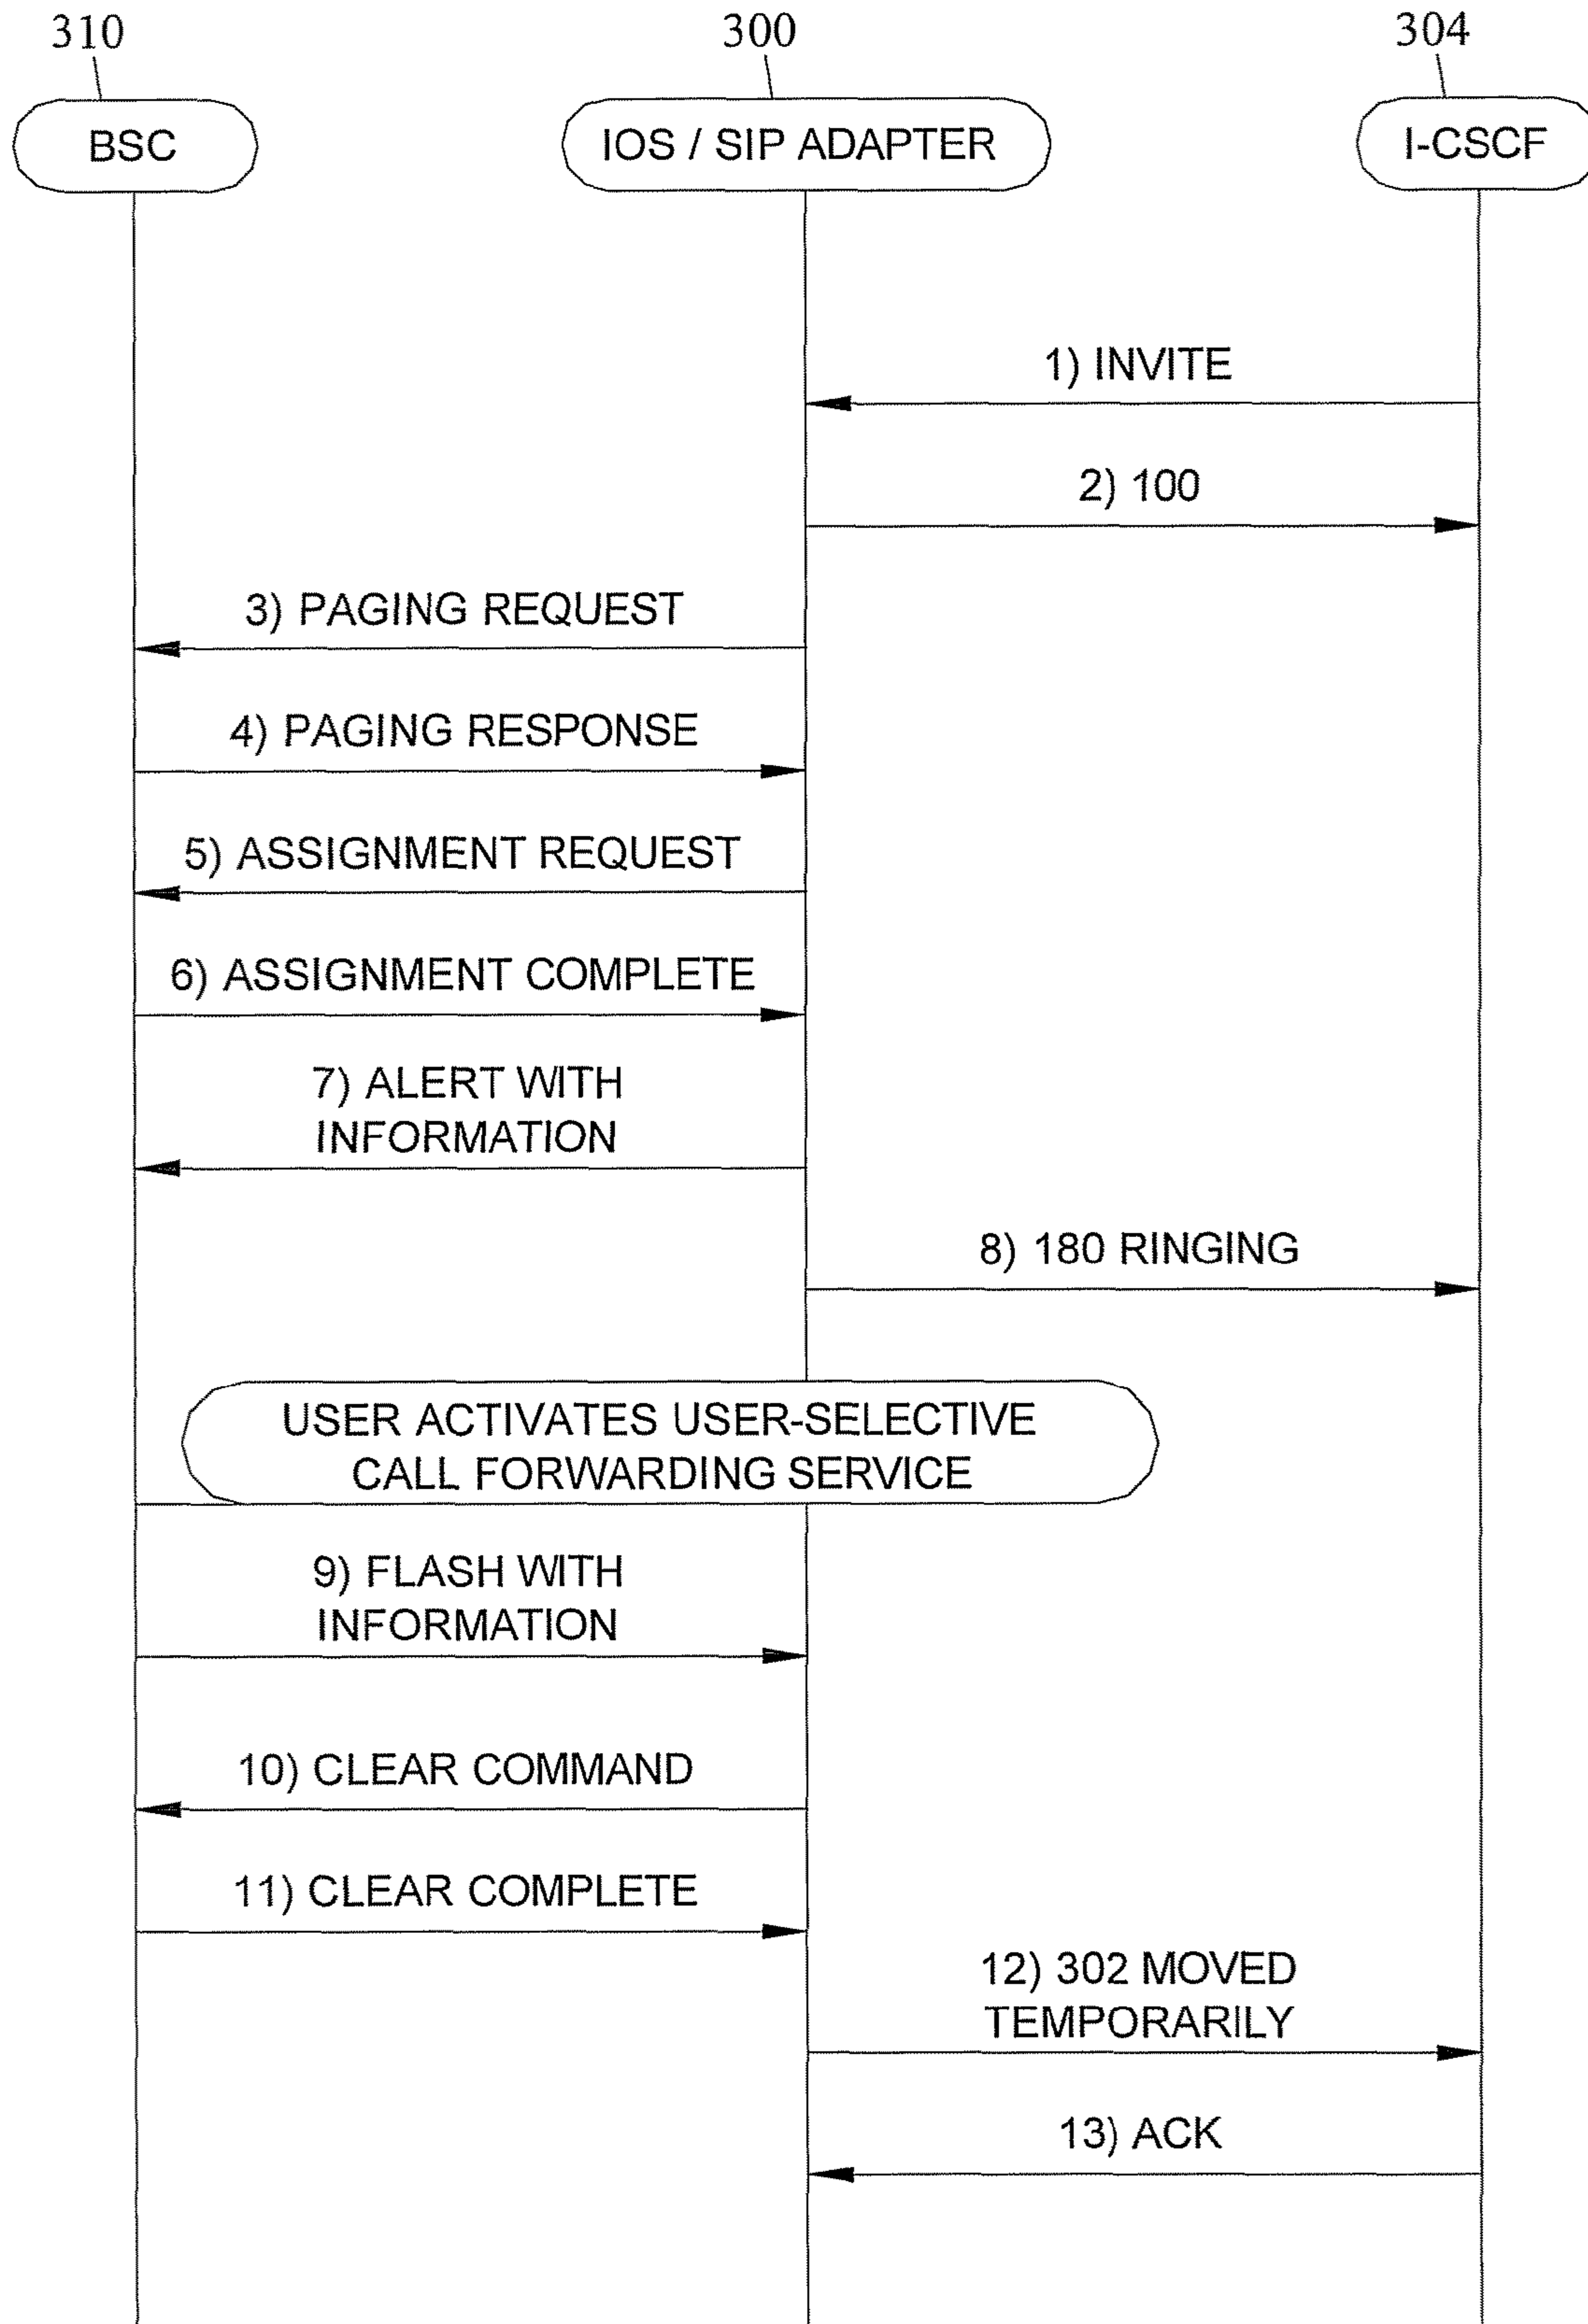 310
300
304
BSC
IOS / SIP ADAPTER
I-CSCF
1) INVITE
2) 100
3) PAGING REQUEST
4) PAGING RESPONSE
5) ASSIGNMENT REQUEST
6) ASSIGNMENT COMPLETE
7) ALERT WITH
INFORMATION
8) 180 RINGING
USER ACTIVATES USER-SELECTIVE
CALL FORWARDING SERVICE
9) FLASH WITH
INFORMATION
10) CLEAR COMMAND
11) CLEAR COMPLETE
12) 302 MOVED
TEMPORARILY
13) ACK